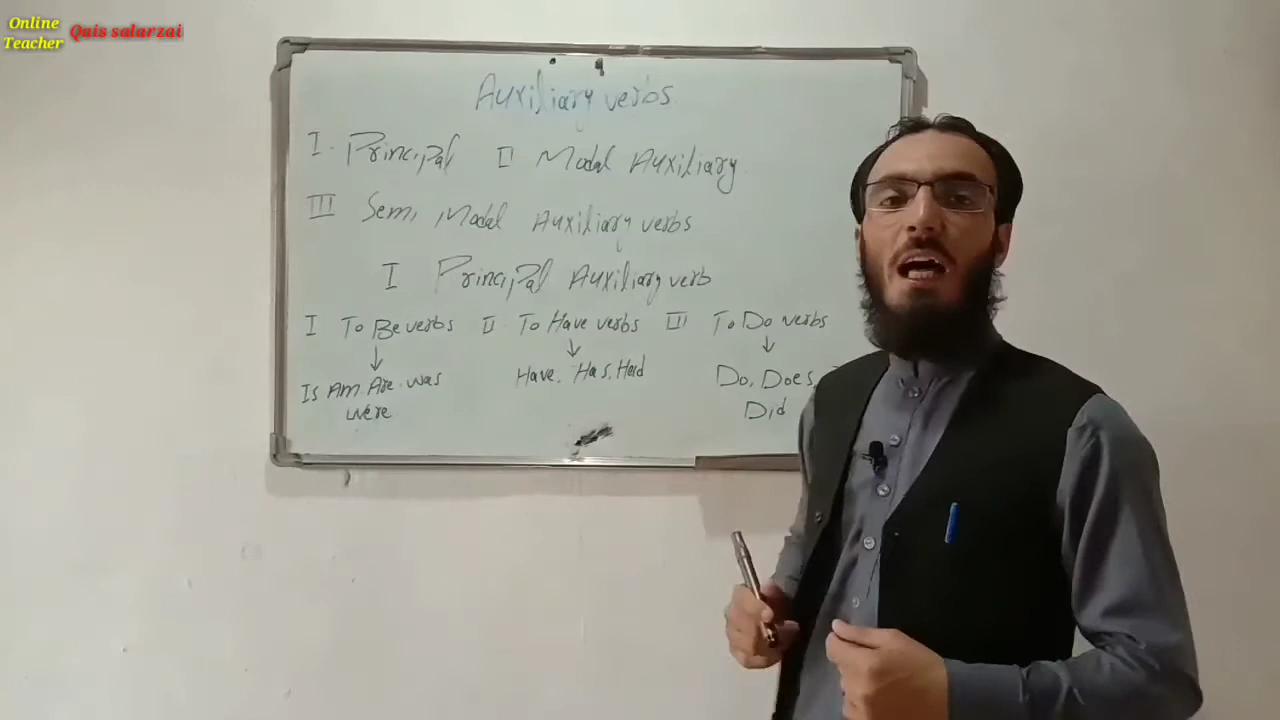 Online
Teacher
Quis salarzai
Auxiliary verbs
I. Principal II Modal Auxiliary
III Semi Modal Auxiliary verbs
I Principal Auxiliary verb
I To Be verbs II To Have verbs III To Do verbs
Is Am Are. was Have. Has, Had Do, Does,
were Did